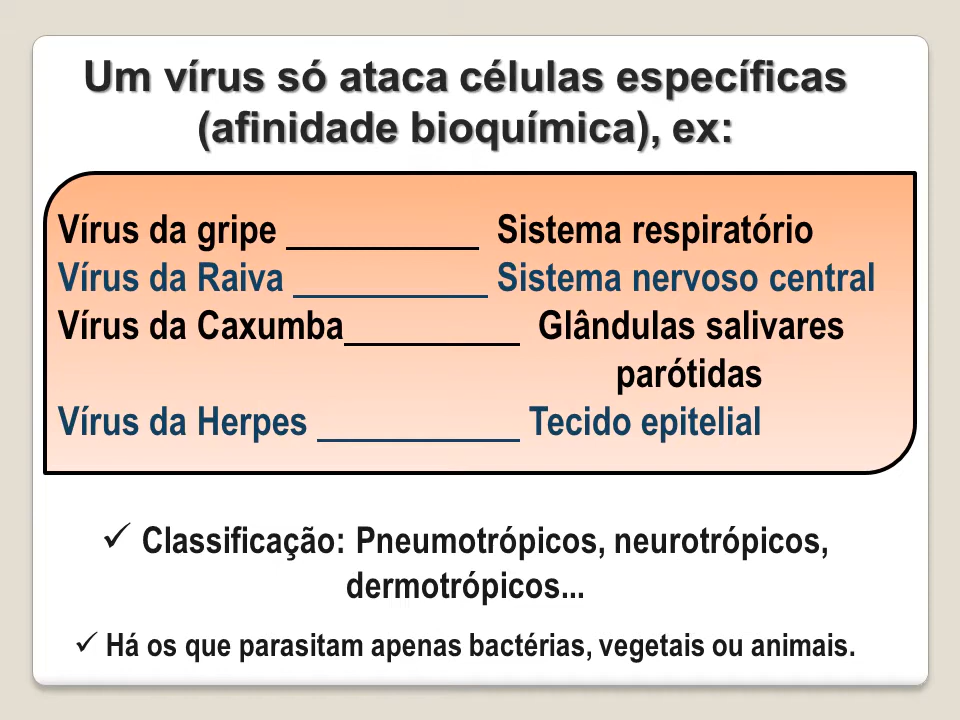 Um vírus só ataca células específicas
(afinidade bioquímica), ex:
Vírus da gripe __________ Sistema respiratório
Vírus da Raiva __________ Sistema nervoso central
Vírus da Caxumba_________ Glândulas salivares
parótidas
Vírus da Herpes __________ Tecido epitelial
✓ Classificação: Pneumotrópicos, neurotrópicos,
dermotrópicos...
✓ Há os que parasitam apenas bactérias, vegetais ou animais.